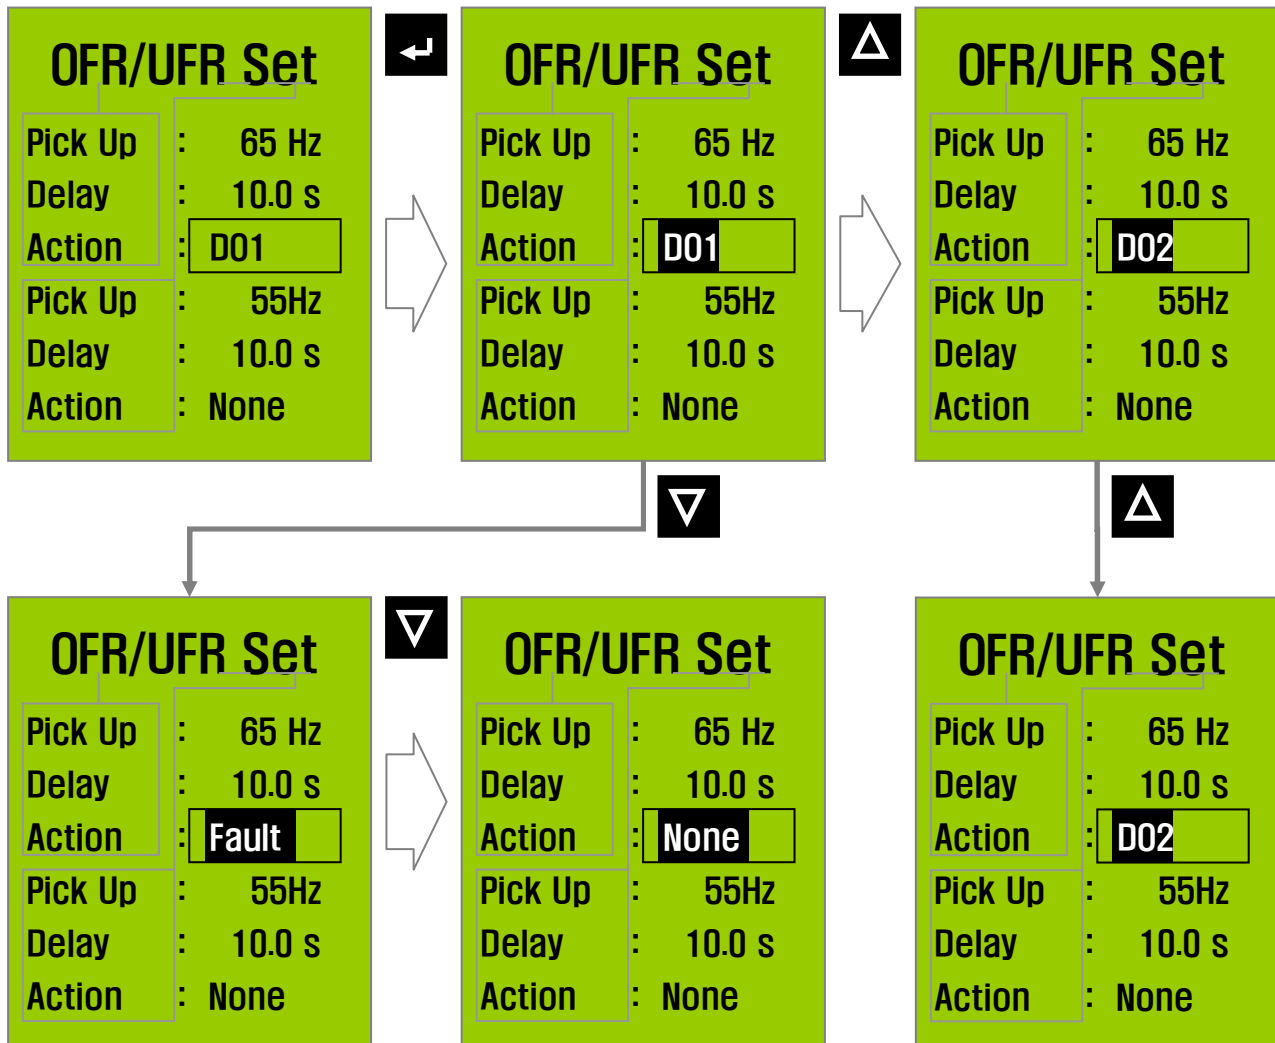 OFR/UFR Set
Pick Up : 65 Hz
Delay : 10.0 s
Action : DO1
Pick Up : 55Hz
Delay : 10.0 s
Action : None
OFR/UFR Set
Pick Up : 65 Hz
Delay : 10.0 s
Action : DO1
Pick Up : 55Hz
Delay : 10.0 s
Action : None
OFR/UFR Set
Pick Up : 65 Hz
Delay : 10.0 s
Action : DO2
Pick Up : 55Hz
Delay : 10.0 s
Action : None
OFR/UFR Set
Pick Up : 65 Hz
Delay : 10.0 s
Action : Fault
Pick Up : 55Hz
Delay : 10.0 s
Action : None
OFR/UFR Set
Pick Up : 65 Hz
Delay : 10.0 s
Action : None
Pick Up : 55Hz
Delay : 10.0 s
Action : None
OFR/UFR Set
Pick Up : 65 Hz
Delay : 10.0 s
Action : DO2
Pick Up : 55Hz
Delay : 10.0 s
Action : None